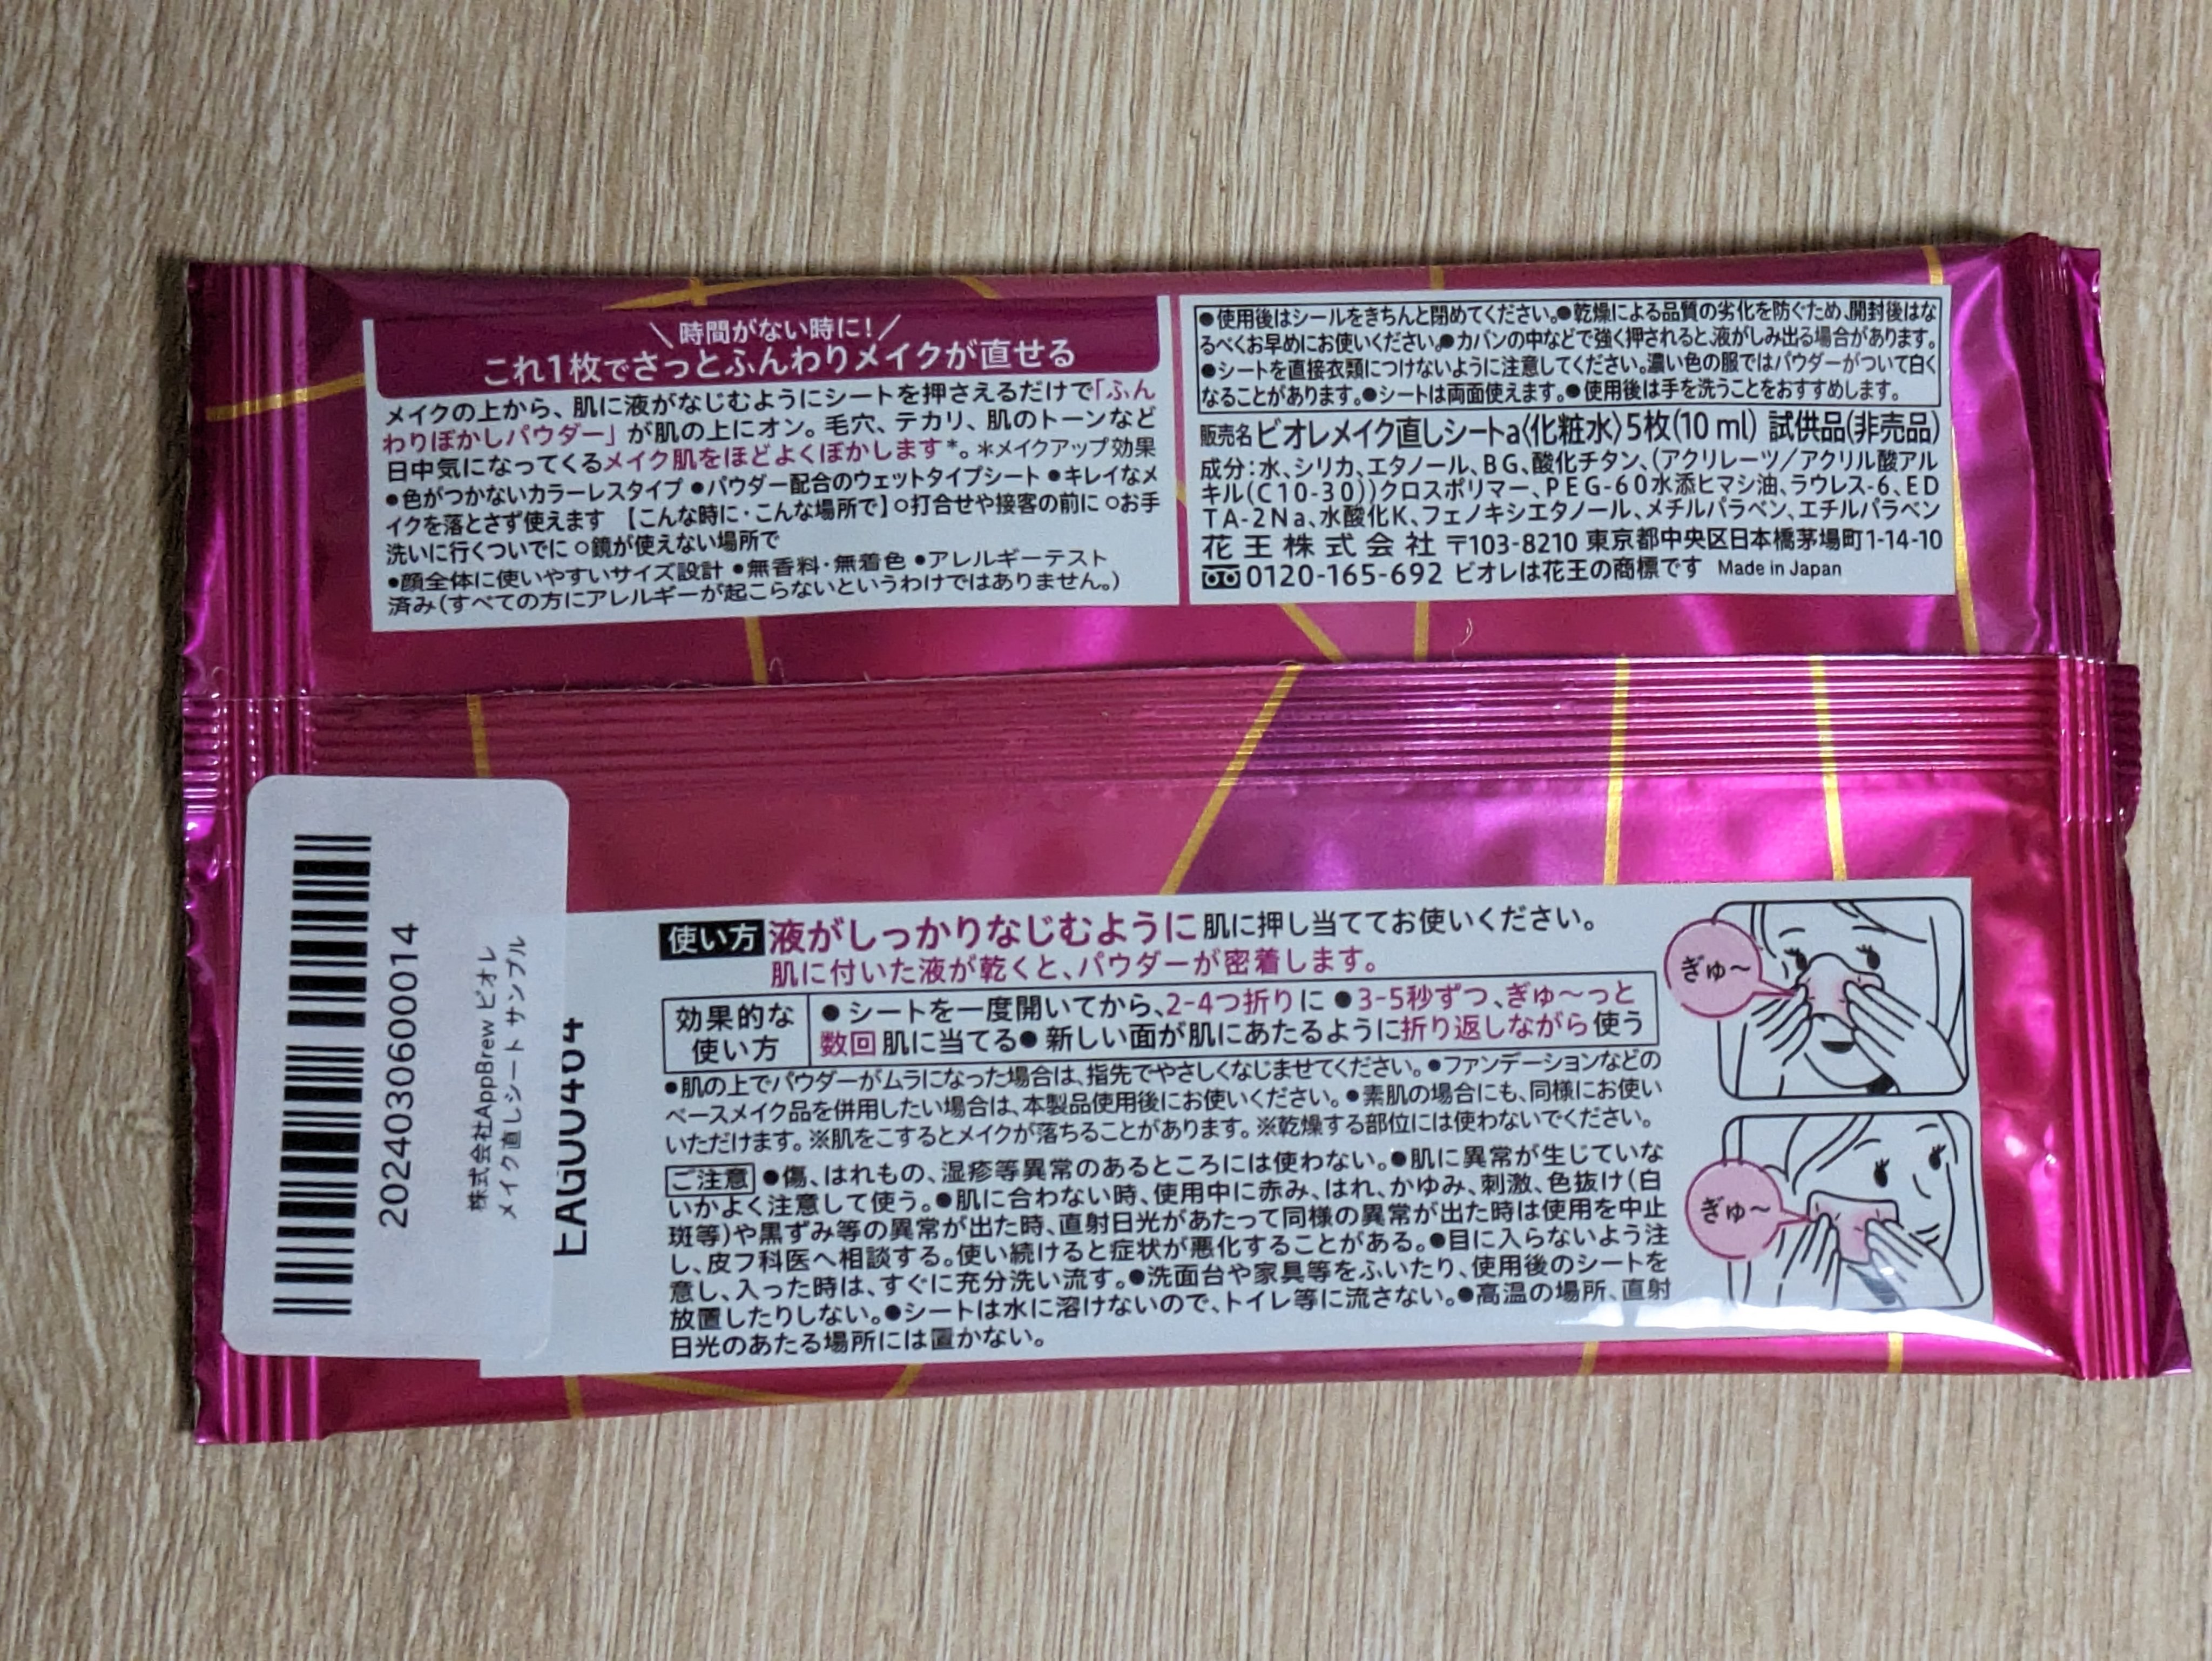 ＼時間がない時に!／
これ1枚でさっとふんわりメイクが直せる
メイクの上から、肌に液がなじむようにシートを押さえるだけで「ふん
わりぼかしパウダー」が肌の上にオン。毛穴、テカリ、肌のトーンなど
日中気になってくるメイク肌をほどよくぼかします*。＊メイクアップ効果
●色がつかないカラーレスタイプ ●パウダー配合のウェットタイプシート ●キレイなメ
イクを落とさず使えます 【こんな時に・こんな場所で】○打合せや接客の前に ○お手
洗いに行くついでに ○鏡が使えない場所で
●顔全体に使いやすいサイズ設計 ●無香料・無着色 ●アレルギーテスト
済み(すべての方にアレルギーが起こらないというわけではありません。)
●使用後はシールをきちんと閉めてください。●乾燥による品質の劣化を防ぐため、開封後はな
るべくお早めにお使いください。●カバンの中などで強く押されると、液がしみ出る場合があります。
●シートを直接衣類につけないように注意してください。濃い色の服ではパウダーがついて白く
なることがあります。●シートは両面使えます。●使用後は手を洗うことをおすすめします。
販売名 ビオレメイク直しシートa〈化粧水〉5枚(10 ml) 試供品(非売品)
成分：水、シリカ、エタノール、BG、酸化チタン、(アクリレーツ/アクリル酸アル
キル(C10-30))クロスポリマー、PEG-60水添ヒマシ油、ラウレス-6、ED
TA-2Na、水酸化K、フェノキシエタノール、メチルパラベン、エチルパラベン
花王株式会社 〒103-8210 東京都中央区日本橋茅場町1-14-10
0120-165-692 ビオレは花王の商標です Made in Japan
使い方 液がしっかりなじむように肌に押し当ててお使いください。
肌に付いた液が乾くと、パウダーが密着します。
効果的な
使い方
●シートを一度開いてから、2-4つ折りに ●3-5秒ずつ、ぎゅ〜っと
数回肌に当てる●新しい面が肌にあたるように折り返しながら使う
●肌の上でパウダーがムラになった場合は、指先でやさしくなじませてください。●ファンデーションなどの
ベースメイク品を併用したい場合は、本製品使用後にお使いください。●素肌の場合にも、同様にお使い
いただけます。※肌をこするとメイクが落ちることがあります。※乾燥する部位には使わないでください。
ご注意 ●傷、はれもの、湿疹等異常のあるところには使わない。●肌に異常が生じていな
いかよく注意して使う。●肌に合わない時、使用中に赤み、はれ、かゆみ、刺激、色抜け(白
斑等)や黒ずみ等の異常が出た時、直射日光があたって同様の異常が出た時は使用を中止
し、皮フ科医へ相談する。使い続けると症状が悪化することがある。●目に入らないよう注
意し、入った時は、すぐに充分洗い流す。●洗面台や家具等をふいたり、使用後のシートを
放置したりしない。●シートは水に溶けないので、トイレ等に流さない。●高温の場所、直射
日光のあたる場所には置かない。
ぎゅ〜
ぎゅ〜
2024030600014
株式会社AppBrew ビオレ
メイク直しシート サンプル